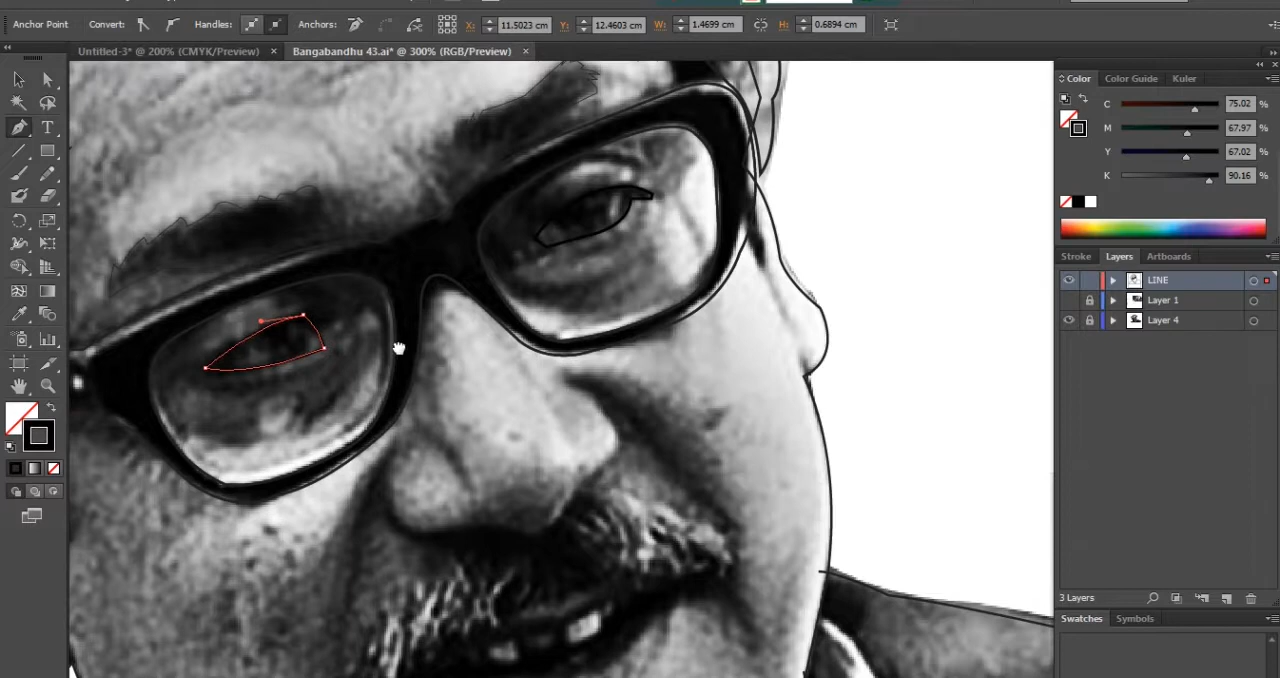 Anchor Point Convert: Handles: Anchors: X: 11.5023 cm Y: 12.4603 cm W: 1.4699 cm H: 0.6894 cm
Untitled-3* @ 200% (CMYK/Preview) × Bangabandhu 43.ai* @ 300% (RGB/Preview) ×
Color Color Guide Kuler
C 75.02 %
M 67.97 %
Y 67.02 %
K 90.16 %
Stroke Layers Artboards
LINE
Layer 1
Layer 4
3 Layers
Swatches Symbols